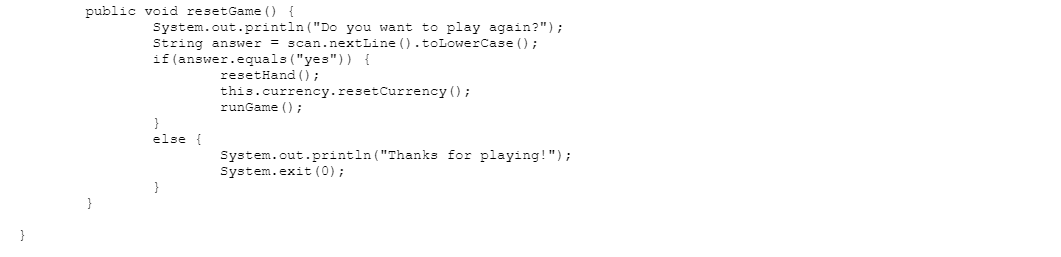 public void resetGame() {
System.out.println("Do you want to play again?");
String answer = scan.nextLine().toLowerCase();
if(answer.equals("yes")) {
resetHand();
this.currency.resetCurrency();
runGame();
}
else {
System.out.println("Thanks for playing!");
System.exit(0);
}
}
}